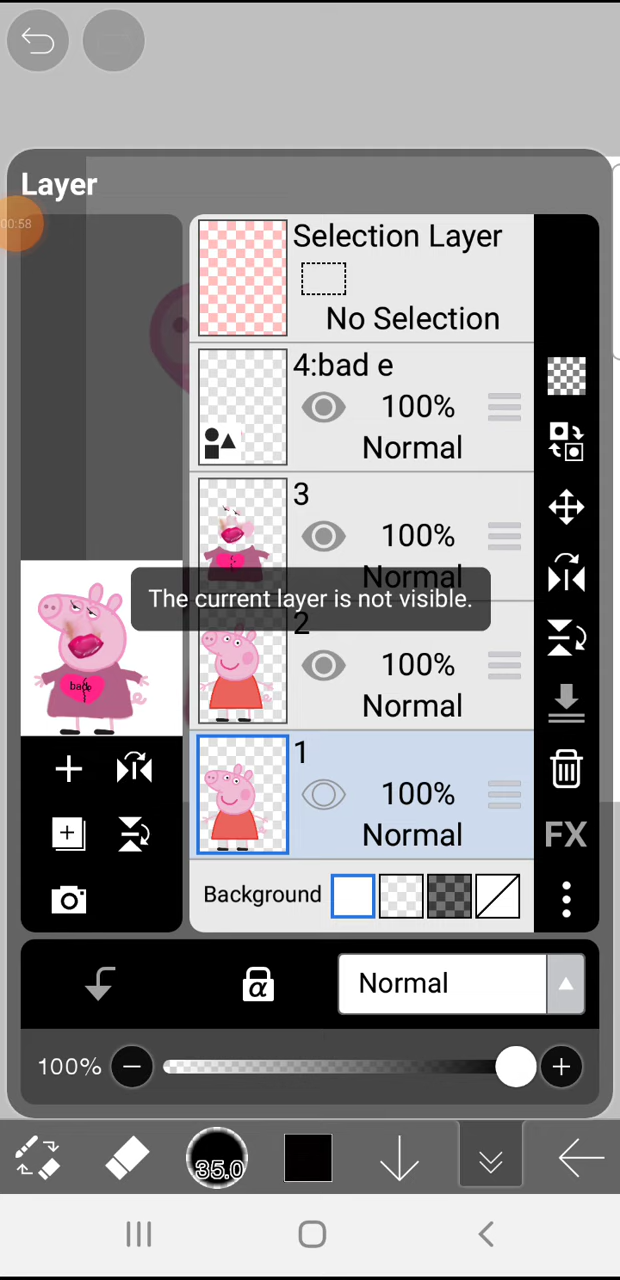 Layer
00:58
Selection Layer
No Selection
4:bad e
100%
Normal
3
100%
Normal
The current layer is not visible.
2
100%
Normal
1
100%
Normal
Background
FX
α
Normal
100%
35.0